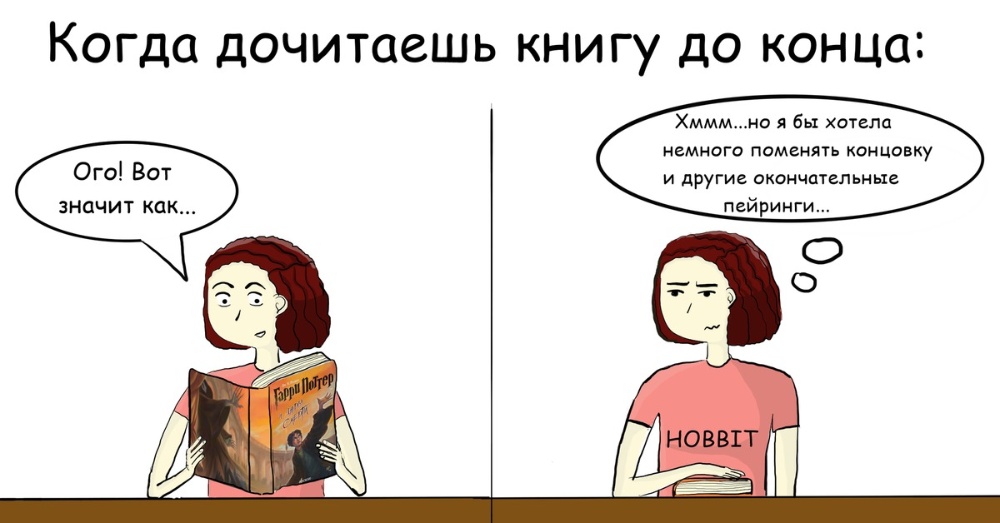 Когда дочитаешь книгу до конца:
Ого! Вот
значит как...
Хммм...но я бы хотела
немного поменять концовку
и другие окончательные
пейринги...
Гарри Поттер
Смерти
HOBBIT